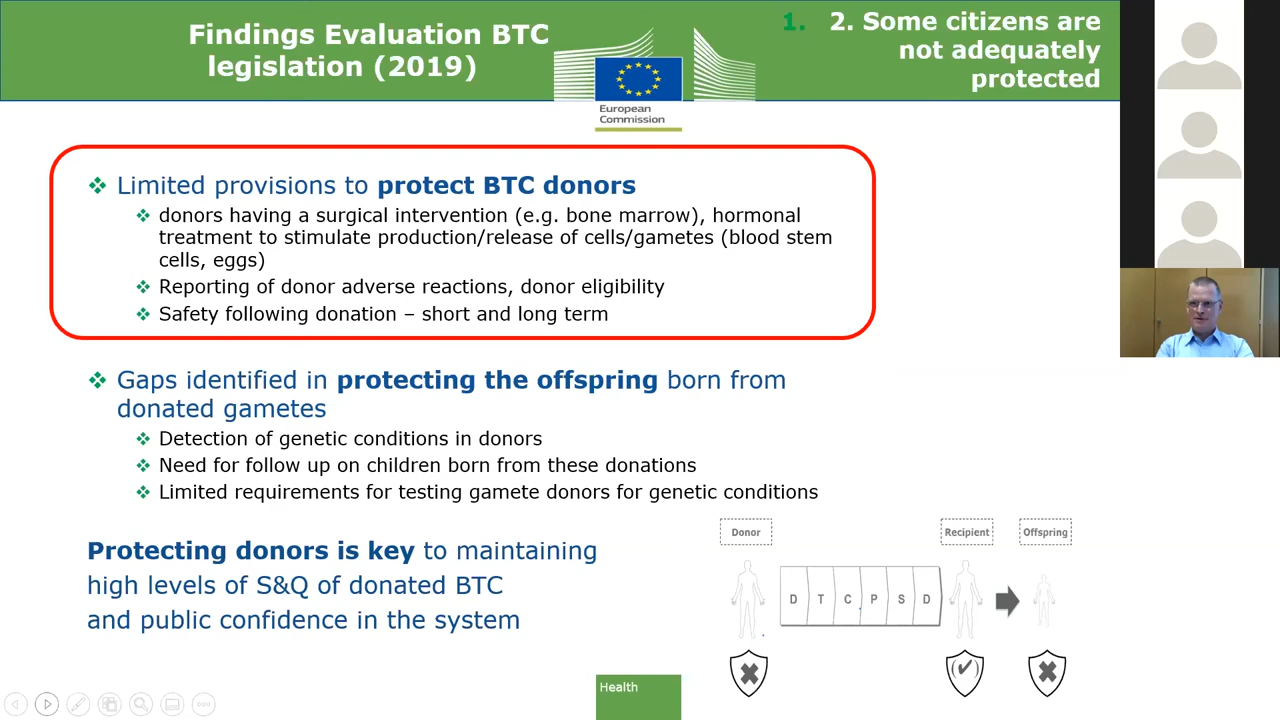 Findings Evaluation BTC
legislation (2019)
European
Commission
1. 2. Some citizens are
not adequately
protected
Limited provisions to protect BTC donors
donors having a surgical intervention (e.g. bone marrow), hormonal
treatment to stimulate production/release of cells/gametes (blood stem
cells, eggs)
Reporting of donor adverse reactions, donor eligibility
Safety following donation – short and long term
Gaps identified in protecting the offspring born from
donated gametes
Detection of genetic conditions in donors
Need for follow up on children born from these donations
Limited requirements for testing gamete donors for genetic conditions
Protecting donors is key to maintaining
high levels of S&Q of donated BTC
and public confidence in the system
Donor
Recipient
Offspring
D T C P S D
Health